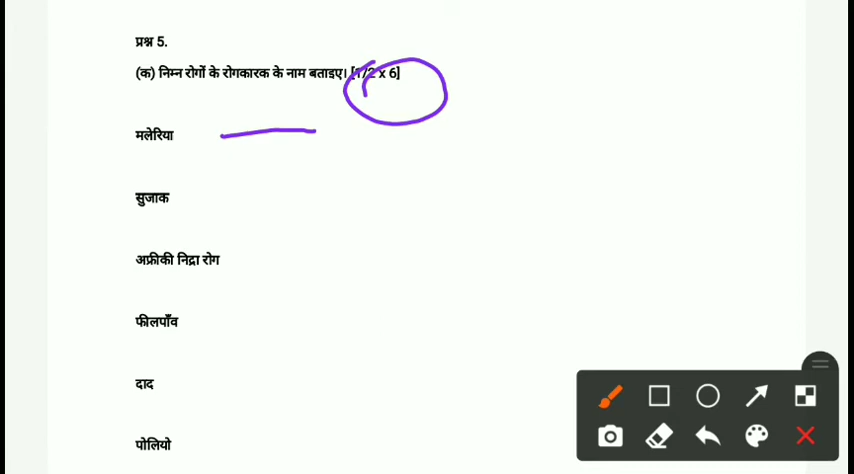 प्रश्न 5.
(क) निम्न रोगों के रोगकारक के नाम बताइए। [1/2 x 6]
मलेरिया
सुजाक
अफ्रीकी निद्रा रोग
फीलपाँव
दाद
पोलियो